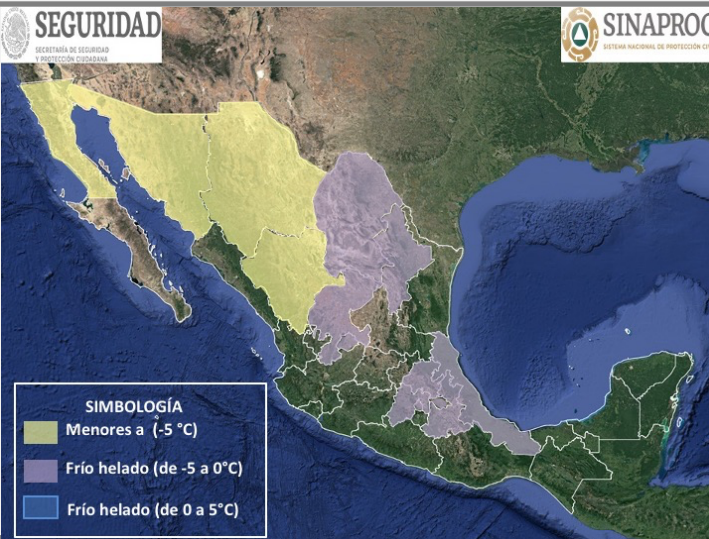 SEGURIDAD
SECRETARÍA DE SEGURIDAD
Y PROTECCIÓN CIUDADANA
SINAPROC
SISTEMA NACIONAL DE PROTECCIÓN CI
SIMBOLOGÍA
Menores a (-5 °C)
Frío helado (de -5 a 0°C)
Frío helado (de 0 a 5°C)